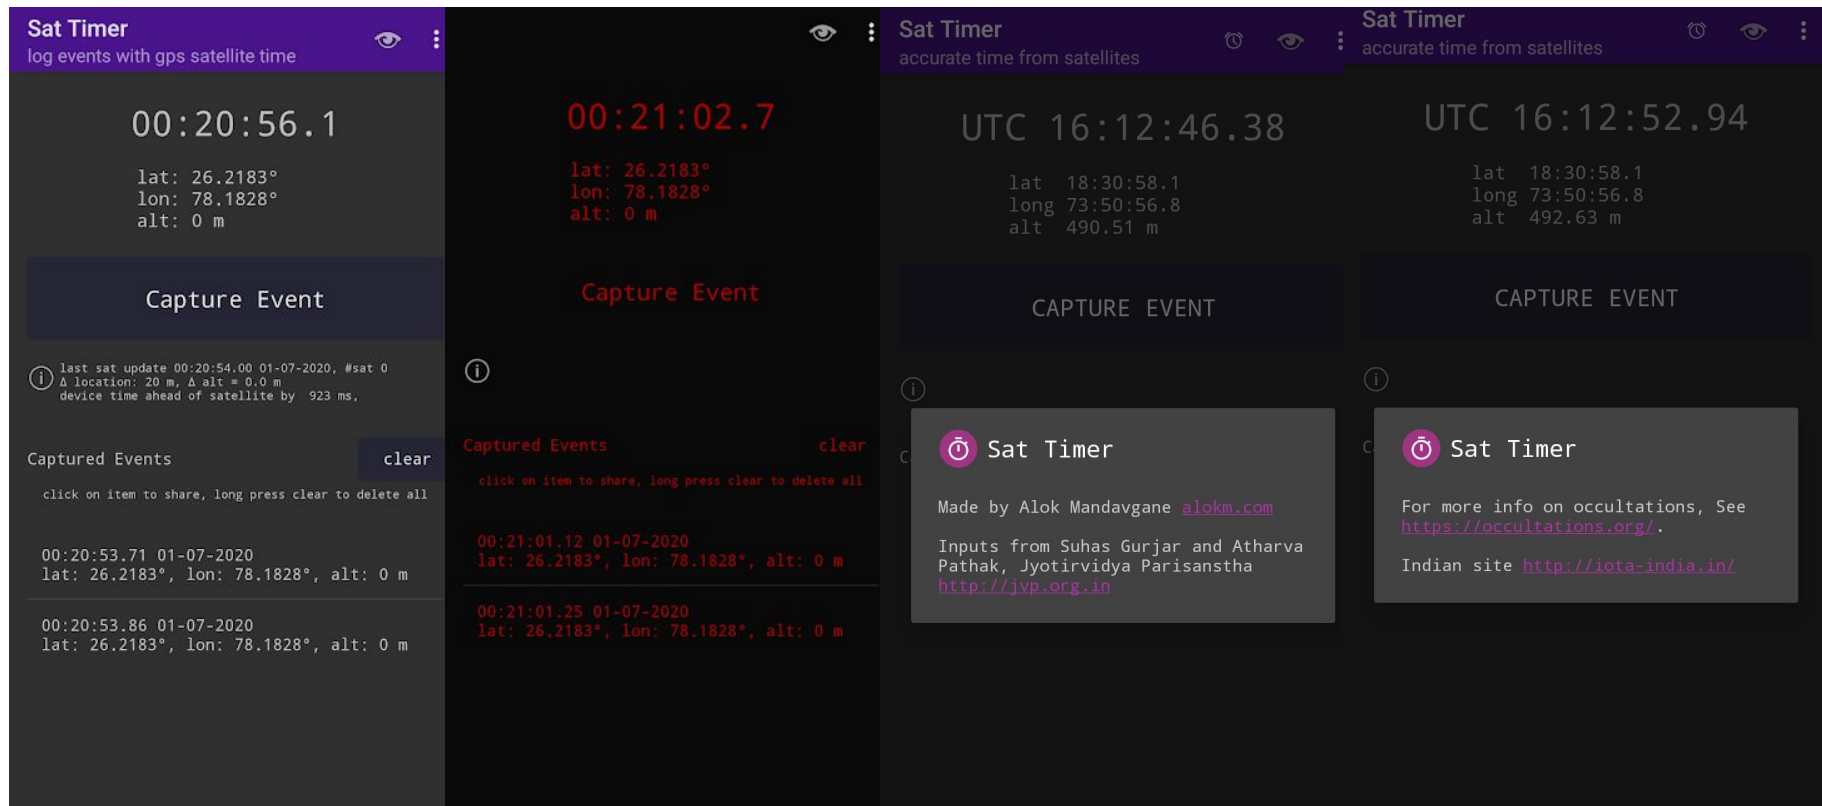 Sat Timer
log events with gps satellite time
00:20:56.1
lat: 26.2183°
lon: 78.1828°
alt: 0 m
Capture Event
last sat update 00:20:54.00 01-07-2020, #sat 0
Δ location: 20 m, Δ alt = 0.0 m
device time ahead of satellite by  923 ms,
Captured Events
clear
click on item to share, long press clear to delete all
00:20:53.71 01-07-2020
lat: 26.2183°, lon: 78.1828°, alt: 0 m
00:20:53.86 01-07-2020
lat: 26.2183°, lon: 78.1828°, alt: 0 m
00:21:02.7
lat: 26.2183°
lon: 78.1828°
alt: 0 m
Capture Event
Captured Events
clear
click on item to share, long press clear to delete all
00:21:01.12 01-07-2020
lat: 26.2183°, lon: 78.1828°, alt: 0 m
00:21:01.25 01-07-2020
lat: 26.2183°, lon: 78.1828°, alt: 0 m
Sat Timer
accurate time from satellites
UTC 16:12:46.38
lat  18:30:58.1
long 73:50:56.8
alt  490.51 m
CAPTURE EVENT
C
Sat Timer
Made by Alok Mandavgane alokm.com
Inputs from Suhas Gurjar and Atharva
Pathak, Jyotirvidya Parisanstha
http://jvp.org.in
Sat Timer
accurate time from satellites
UTC 16:12:52.94
lat  18:30:58.1
long 73:50:56.8
alt  492.63 m
CAPTURE EVENT
C
Sat Timer
For more info on occultations, See
https://occultations.org/.
Indian site http://iota-india.in/